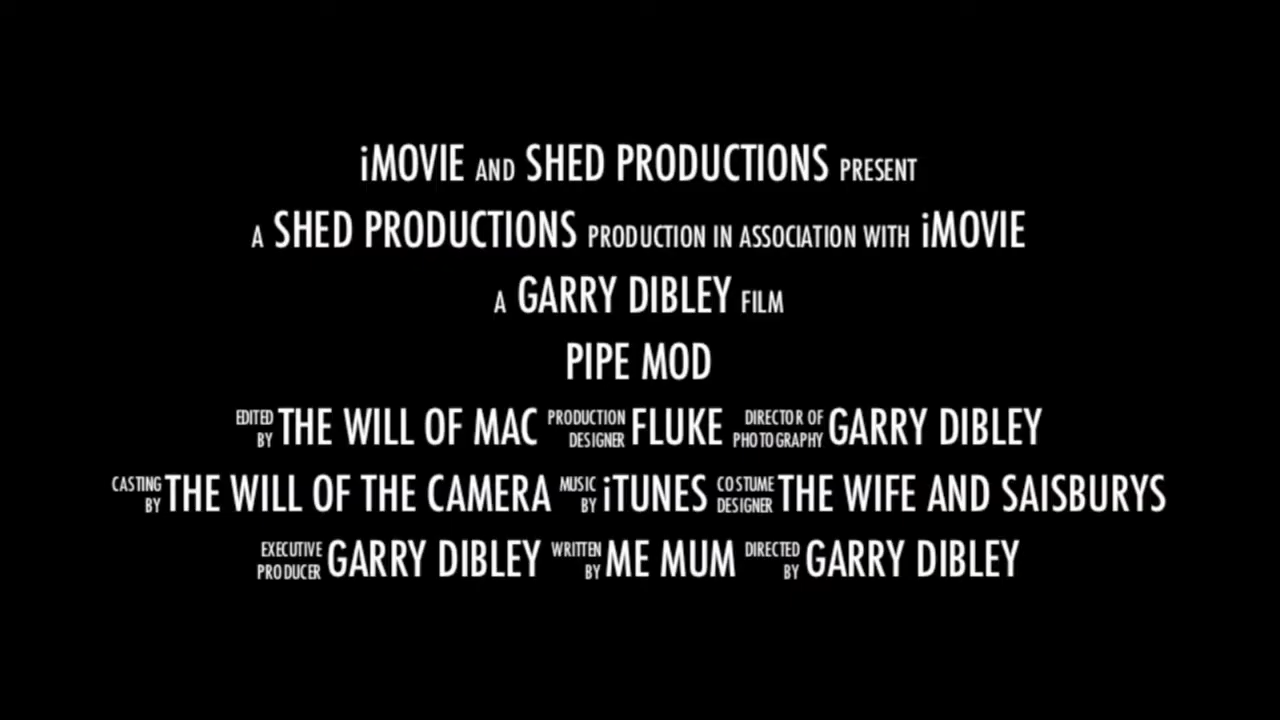 iMOVIE AND SHED PRODUCTIONS PRESENT
A SHED PRODUCTIONS PRODUCTION IN ASSOCIATION WITH iMOVIE
A GARRY DIBLEY FILM
PIPE MOD
EDITED BY THE WILL OF MAC PRODUCTION DESIGNER FLUKE DIRECTOR OF PHOTOGRAPHY GARRY DIBLEY
CASTING BY THE WILL OF THE CAMERA MUSIC BY iTUNES COSTUME DESIGNER THE WIFE AND SAISBURYS
EXECUTIVE PRODUCER GARRY DIBLEY WRITTEN BY ME MUM DIRECTED BY GARRY DIBLEY